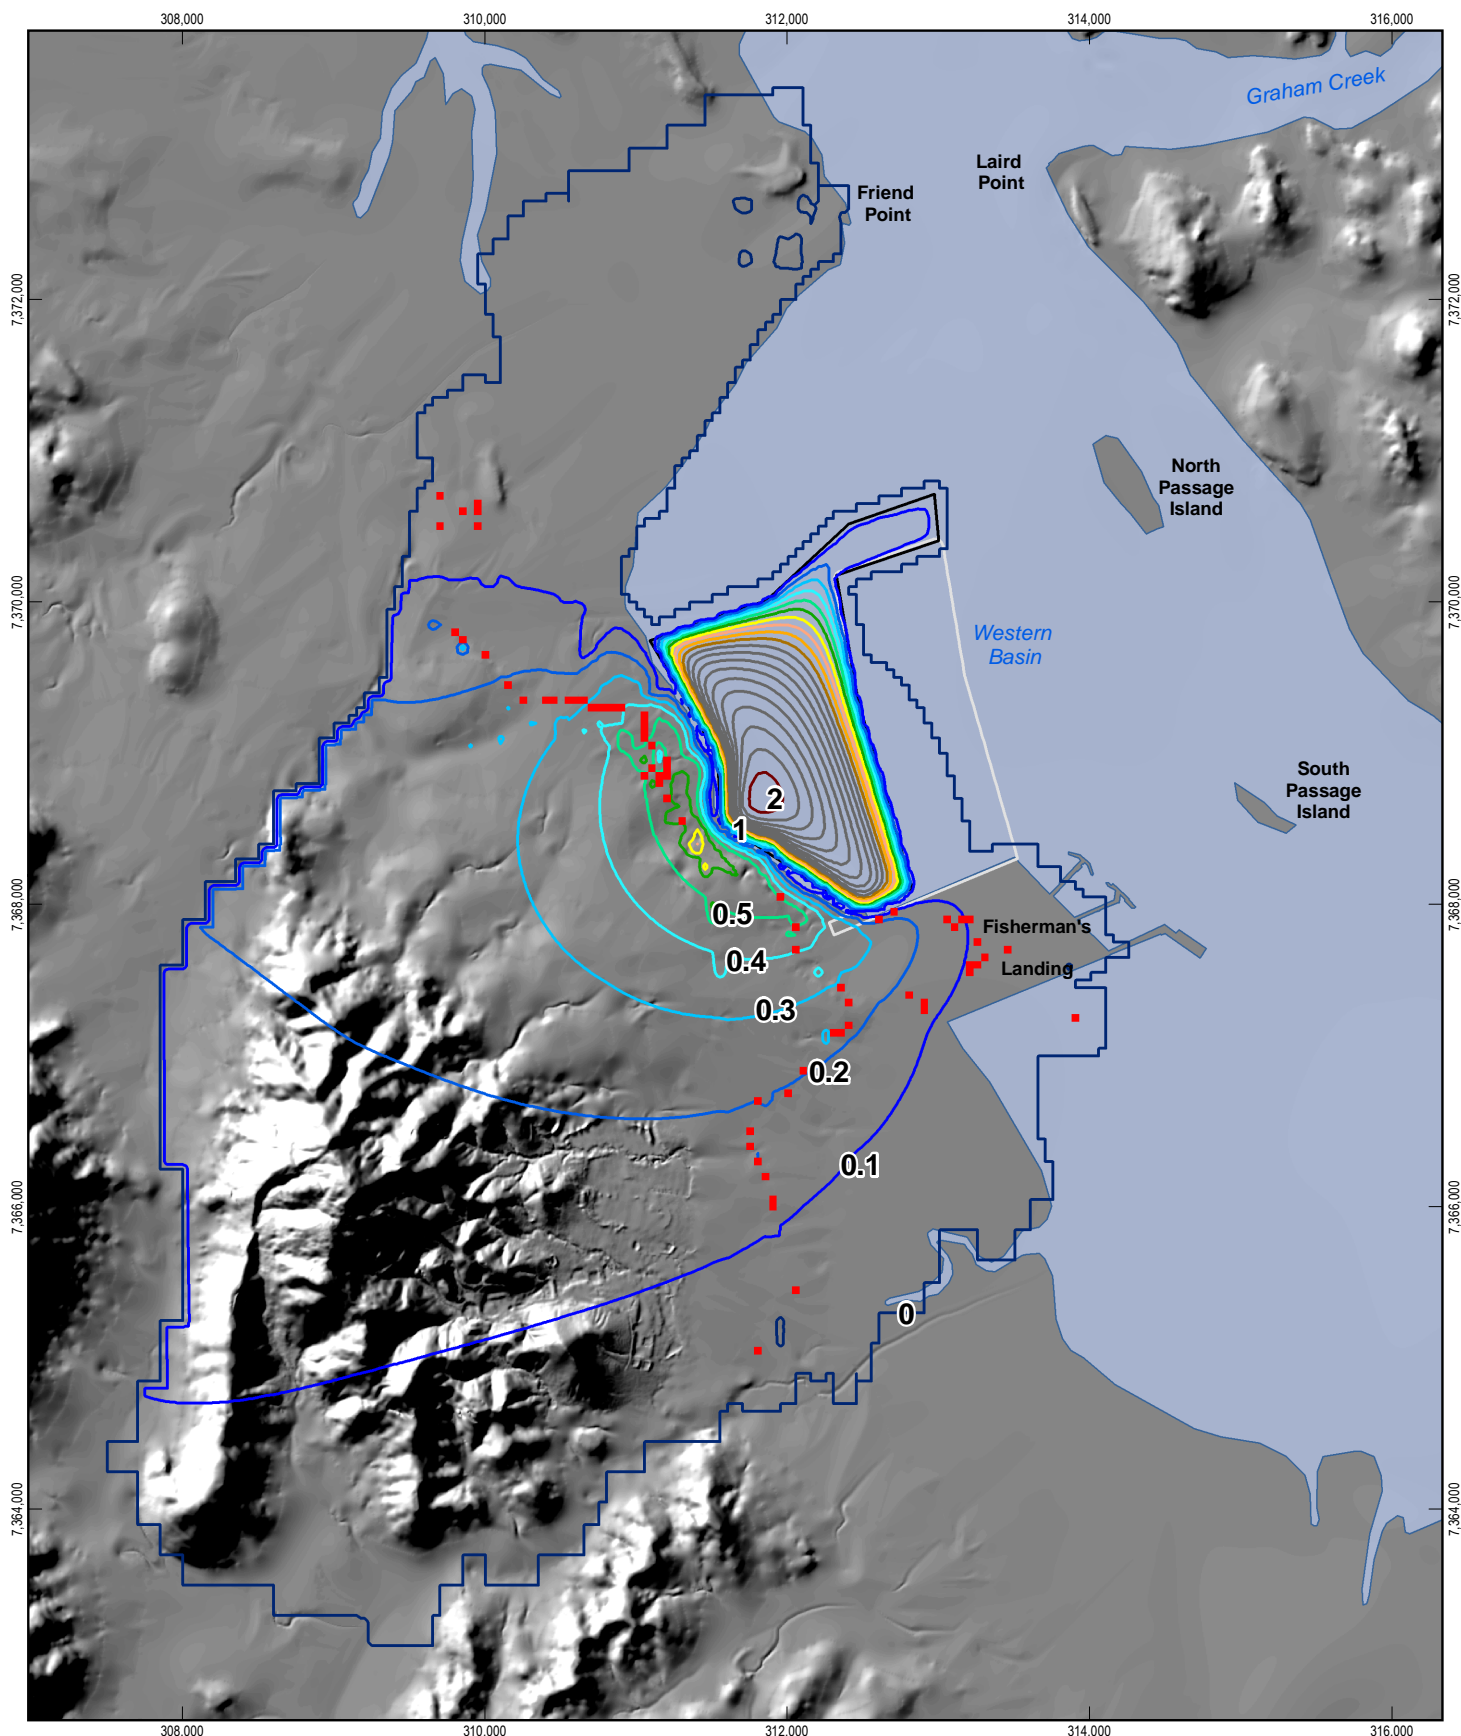 308,000
310,000
312,000
314,000
316,000
Graham Creek
Laird
Point
Friend
Point
7,372,000
7,372,000
North
Passage
Island
7,370,000
7,370,000
Western
Basin
South
Passage
Island
2
1
7,368,000
7,368,000
0.5
Fisherman's
Landing
0.4
0.3
0.2
0.1
7,366,000
7,366,000
0
7,364,000
7,364,000
308,000
310,000
312,000
314,000
316,000